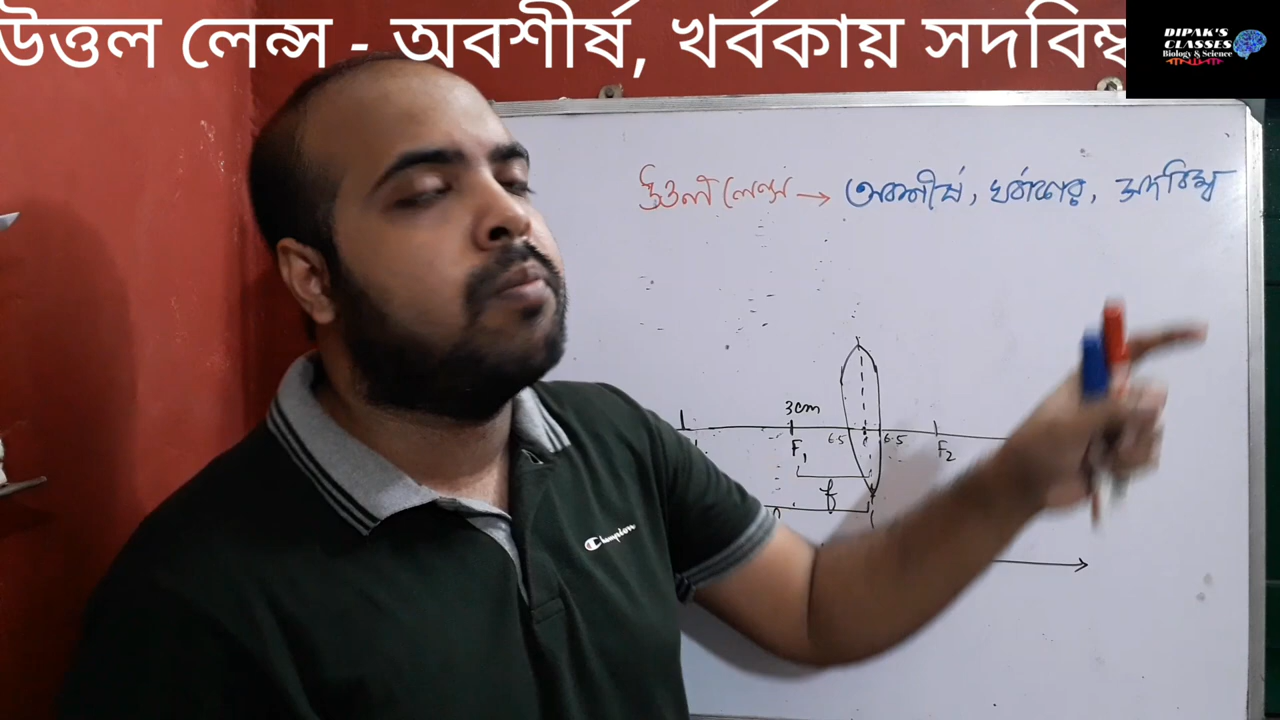 উত্তল লেন্স - অবশীর্ষ, খর্বকায় সদবিম্ব
DIPAK'S
CLASSES
Biology & Science
উত্তল লেন্স → অবশীর্ষ, খর্বাকার, সদবিম্ব
3cm
6.5 6.5
F₁ F₂
f
Champion